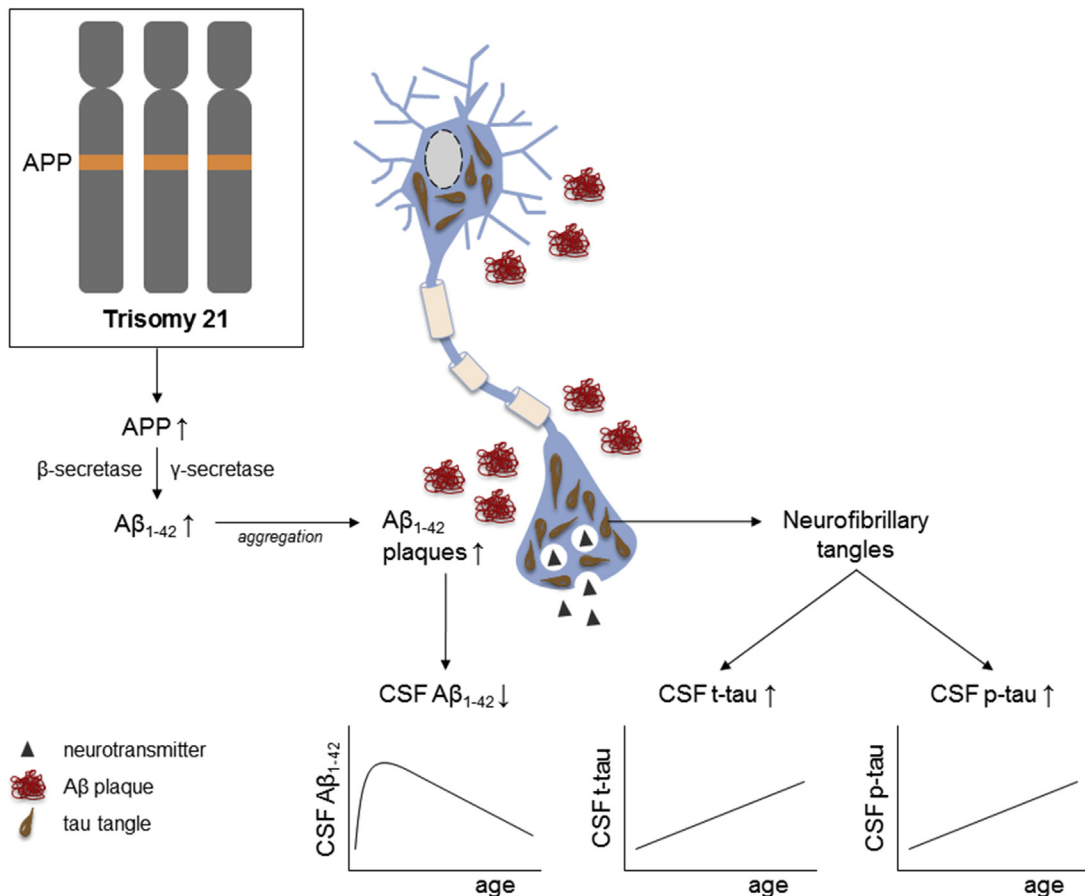 APP
Trisomy 21
APP ↑
β-secretase γ-secretase
Aβ1-42 ↑
aggregation
Aβ1-42
plaques ↑
Neurofibrillary
tangles
CSF Aβ1-42 ↓
CSF t-tau ↑
CSF p-tau ↑
neurotransmitter
Aβ plaque
tau tangle
CSF Aβ1-42
age
CSF t-tau
age
CSF p-tau
age